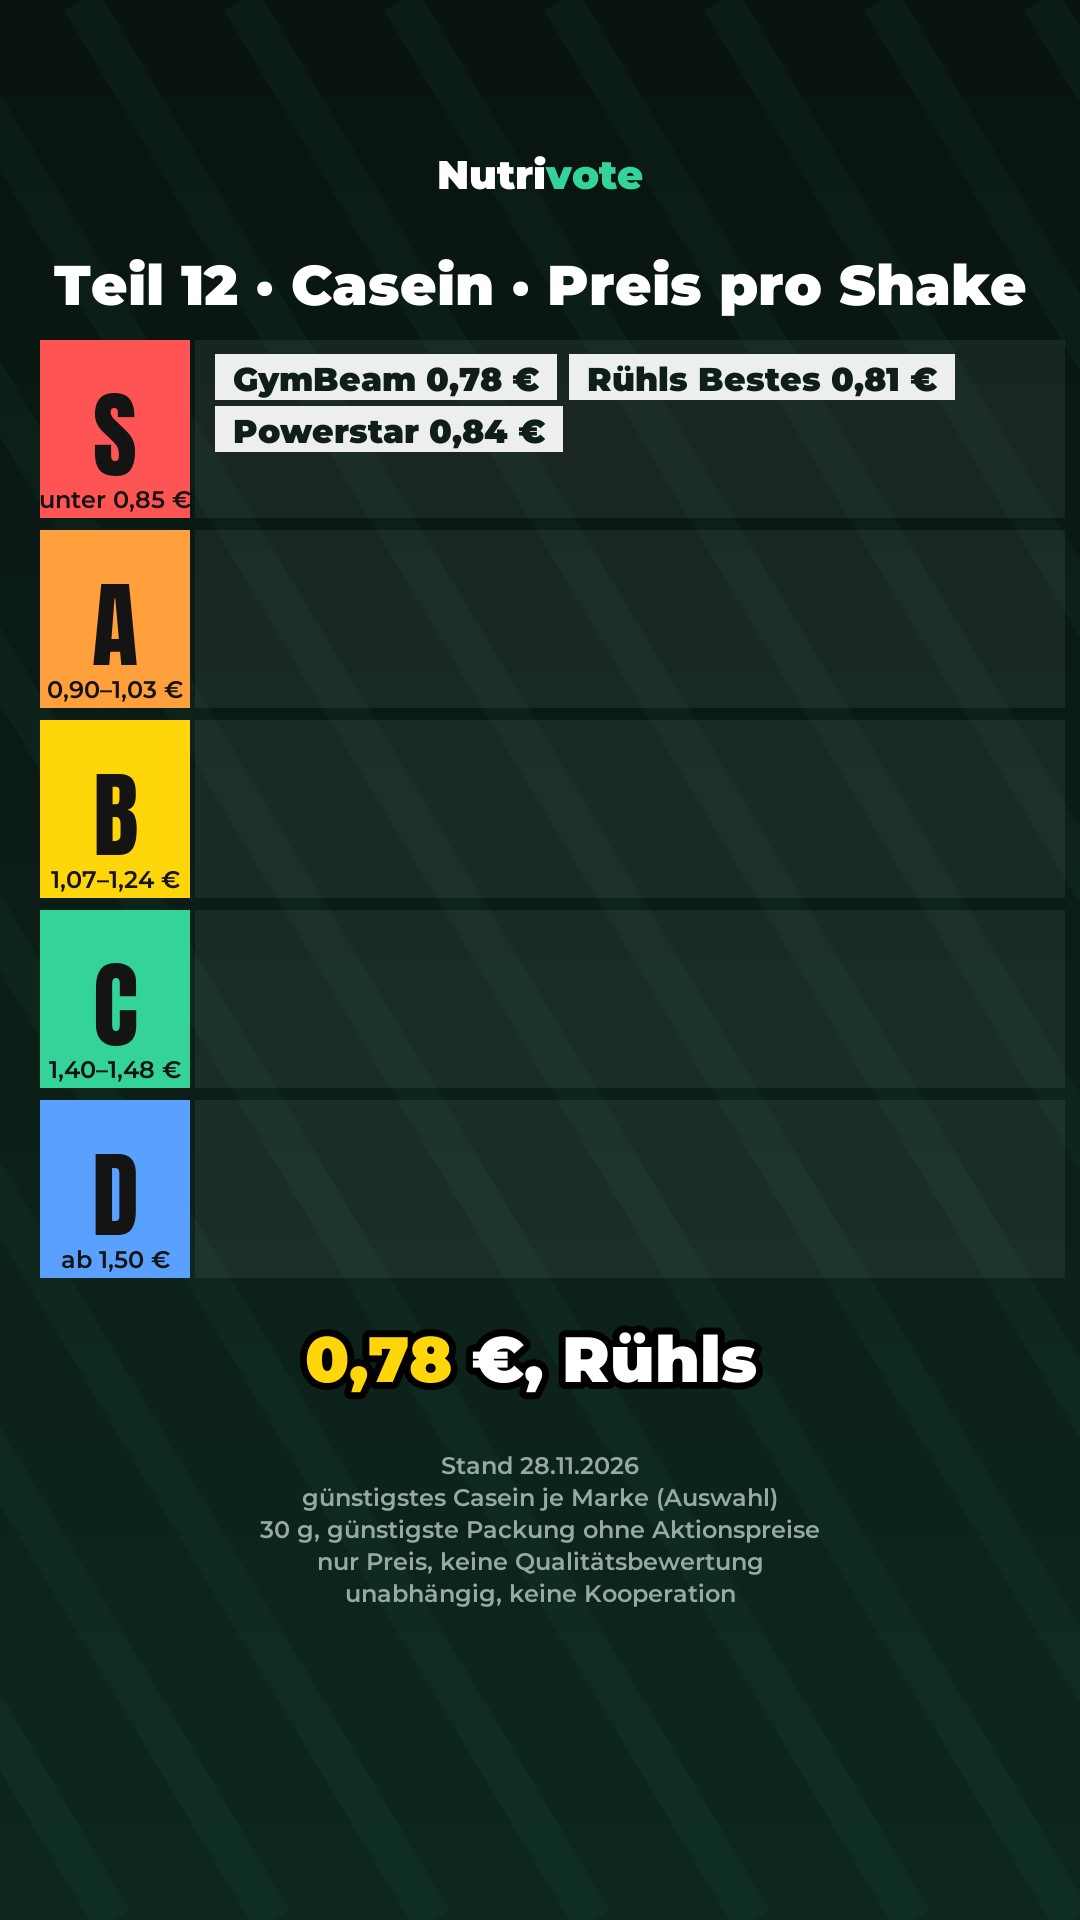 Nutrivote
Teil 12 • Casein • Preis pro Shake
S
unter 0,85 €
GymBeam 0,78 €
Rühls Bestes 0,81 €
Powerstar 0,84 €
A
0,90–1,03 €
B
1,07–1,24 €
C
1,40–1,48 €
D
ab 1,50 €
0,78 €, Rühls
Stand 28.11.2026
günstigstes Casein je Marke (Auswahl)
30 g, günstigste Packung ohne Aktionspreise
nur Preis, keine Qualitätsbewertung
unabhängig, keine Kooperation